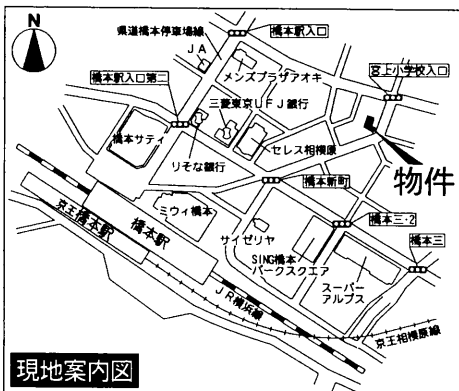 N
県道橋本停車場線
橋本駅入口
JA
橋本駅入口第二
メンズプラザアオキ
宮上小学校入口
三菱東京UFJ銀行
橋本サティ
りそな銀行
セレス相模原
物件
橋本新町
橋本三・2
ミウィ橋本
橋本三
京王橋本駅
橋本駅
サイゼリヤ
SING橋本
パークスクエア
スーパー
アルプス
JR横浜線
京王相模原線
現地案内図